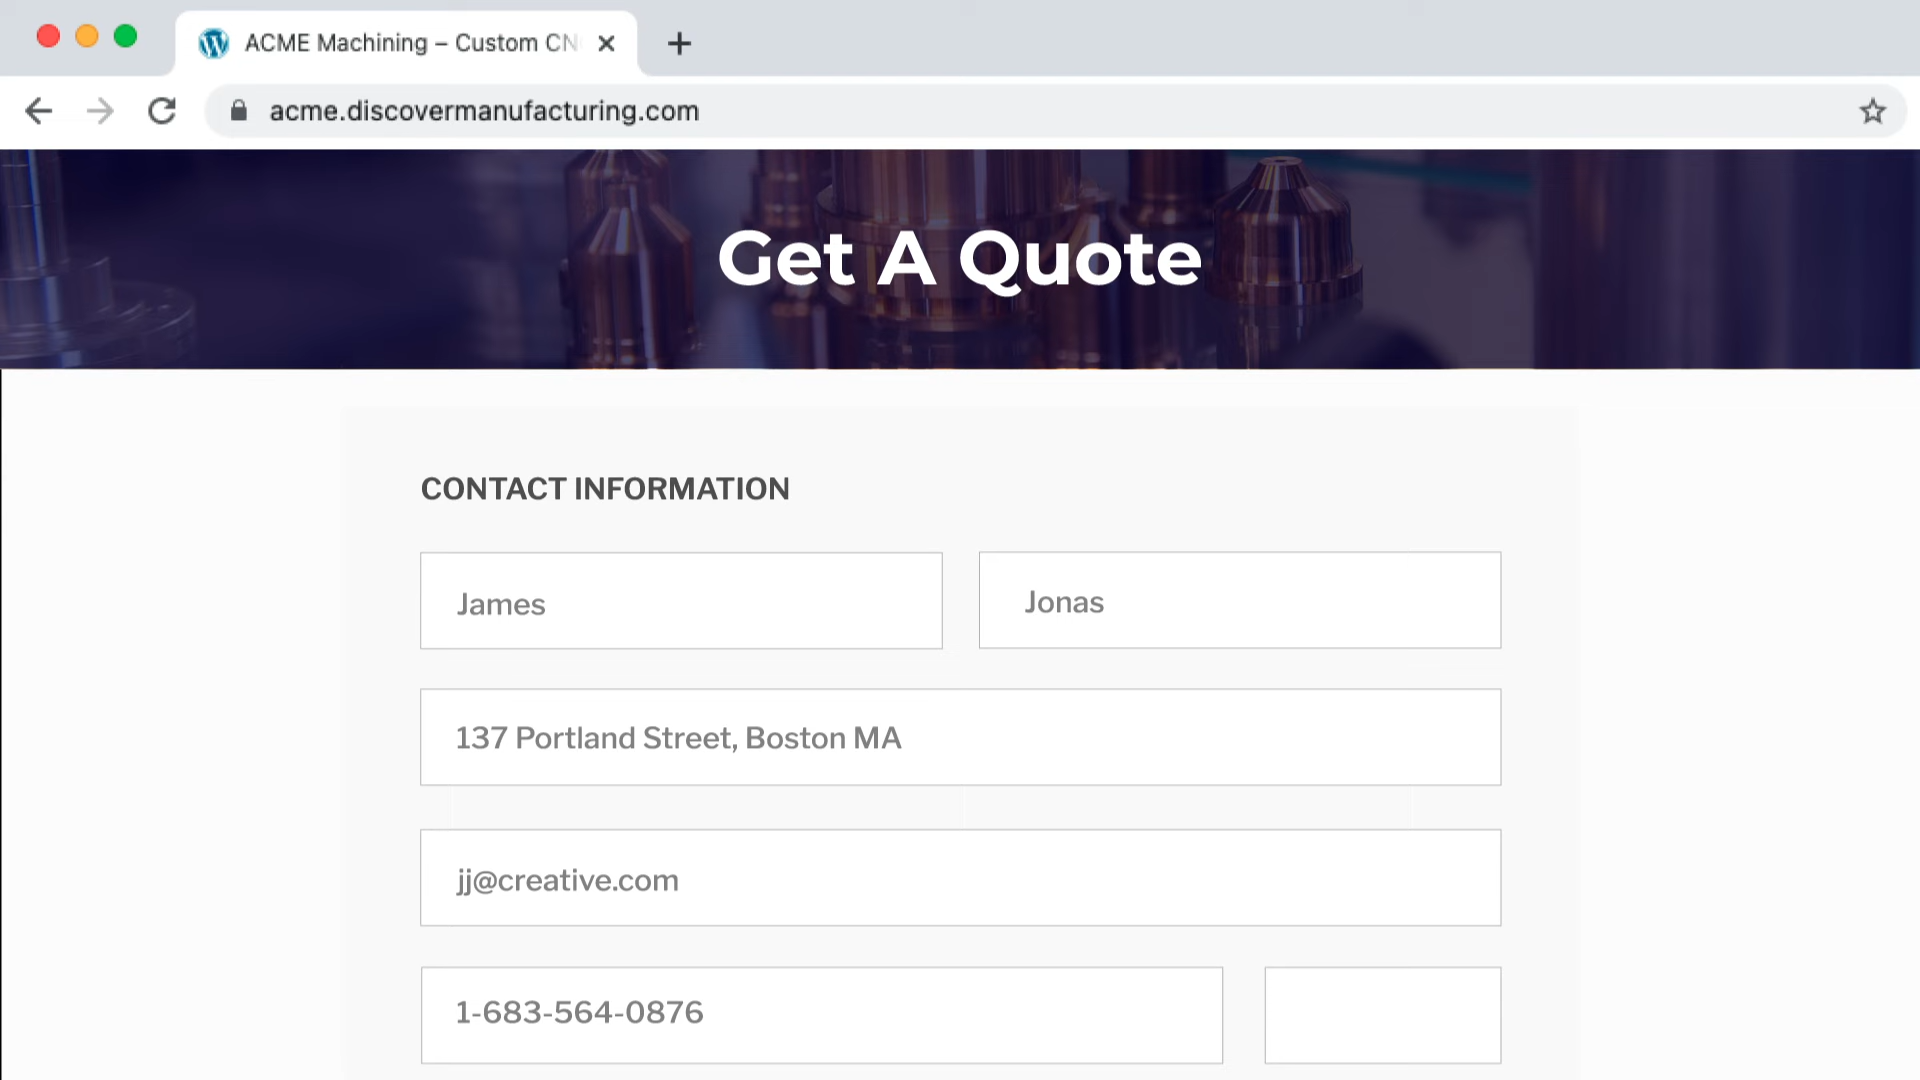 ACME Machining – Custom CN
acme.discovermanufacturing.com
Get A Quote
CONTACT INFORMATION
James
Jonas
137 Portland Street, Boston MA
jj@creative.com
1-683-564-0876